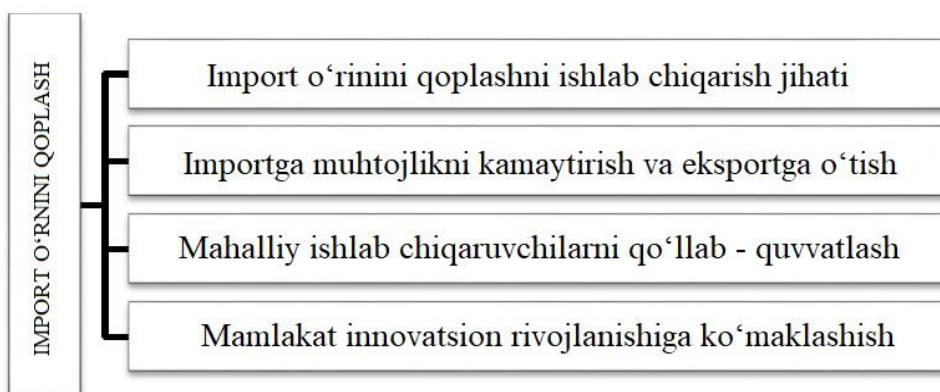 IMPORT O‘RNINI QOPLASH
Import o‘rinini qoplashni ishlab chiqarish jihati
Importga muhtojlikni kamaytirish va eksportga o‘tish
Mahalliy ishlab chiqaruvchilarni qo‘llab - quvvatlash
Mamlakat innovatsion rivojlanishiga ko‘maklashish